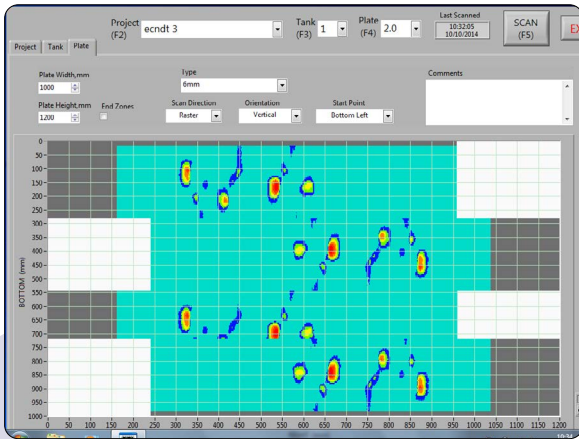 Project (F2) ecndt 3 Tank (F3) 1 Plate (F4) 2.0 Last Scanned 10:32:05 10/10/2014 SCAN (F5) EX
Project Tank Plate
Plate Width,mm 1000
Type 6mm
Comments
Plate Height,mm 1200
End Zones
Scan Direction Raster
Orientation Vertical
Start Point Bottom Left
BOTTOM (mm)
0
50
100
150
200
250
300
350
400
450
500
550
600
650
700
750
800
850
900
950
1000
0 50 100 150 200 250 300 350 400 450 500 550 600 650 700 750 800 850 900 950 1000 1050 1100 1150 1200